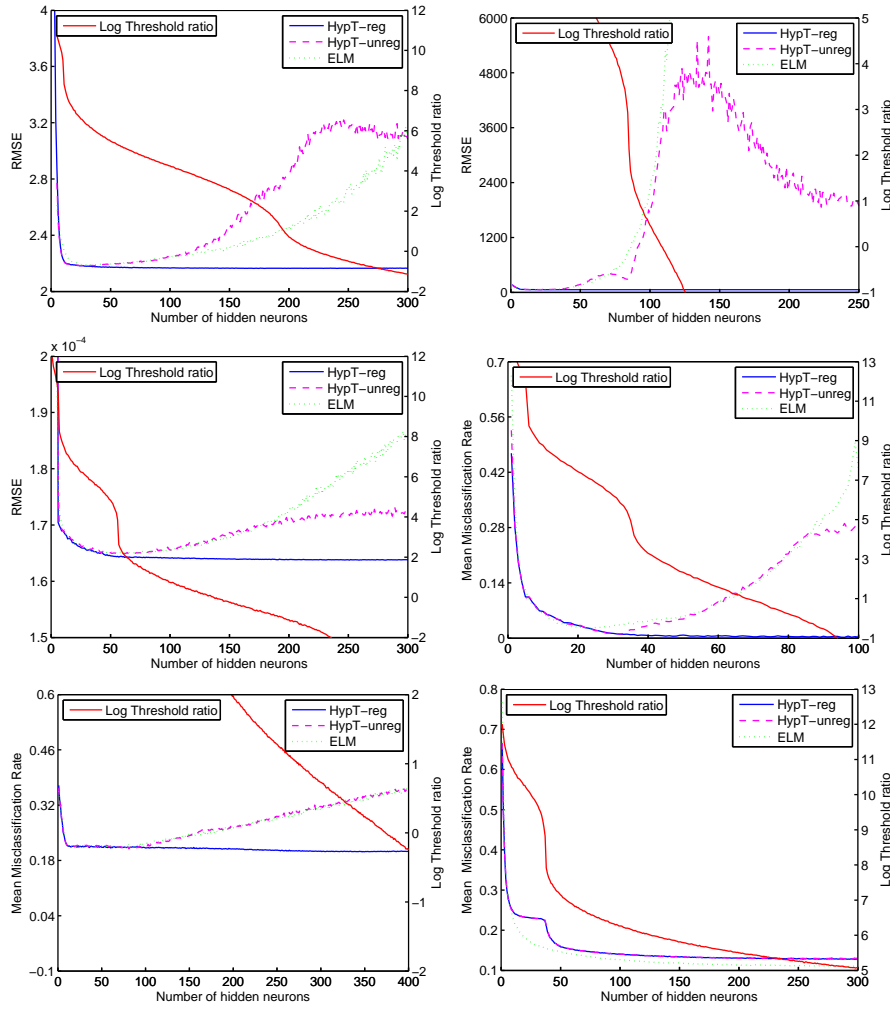 Log Threshold ratio
HypT−reg
HypT−unreg
ELM
RMSE
4
3.6
3.2
2.8
2.4
2
12
10
8
6
4
2
0
−2
Log Threshold ratio
0 50 100 150 200 250 300
Number of hidden neurons
Log Threshold ratio
HypT−reg
HypT−unreg
ELM
RMSE
6000
4800
3600
2400
1200
0
5
4
3
2
1
0
−1
Log Threshold ratio
0 50 100 150 200 250
Number of hidden neurons
x 10−4
Log Threshold ratio
HypT−reg
HypT−unreg
ELM
RMSE
2
1.9
1.8
1.7
1.6
1.5
12
10
8
6
4
2
0
−2
Log Threshold ratio
0 50 100 150 200 250 300
Number of hidden neurons
Log Threshold ratio
HypT−reg
HypT−unreg
ELM
Mean Misclassification Rate
0.7
0.56
0.42
0.28
0.14
0
13
11
9
7
5
3
1
−1
Log Threshold ratio
0 20 40 60 80 100
Number of hidden neurons
Log Threshold ratio
HypT−reg
HypT−unreg
ELM
Mean Misclassification Rate
0.6
0.46
0.32
0.18
0.04
−0.1
2
1
0
−1
−2
Log Threshold ratio
0 50 100 150 200 250 300 350 400
Number of hidden neurons
Log Threshold ratio
HypT−reg
HypT−unreg
ELM
Mean Misclassification Rate
0.8
0.7
0.6
0.5
0.4
0.3
0.2
0.1
13
12
11
10
9
8
7
6
5
Log Threshold ratio
0 50 100 150 200 250 300
Number of hidden neurons